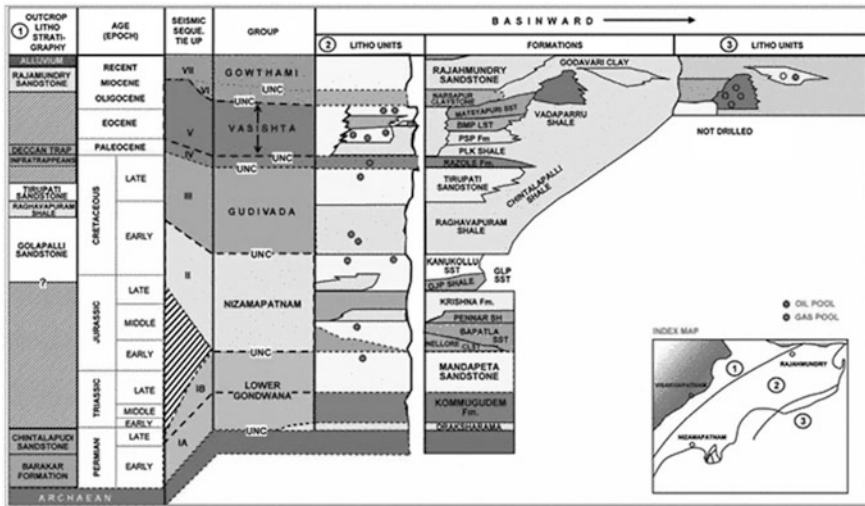 BASINWARD
1
OUTCROP
LITHO
STRATI-
GRAPHY
AGE
(EPOCH)
SEISMIC
SEQUE.
TIE UP
GROUP
2
LITHO UNITS
FORMATIONS
3
LITHO UNITS
ALLUVIUM
RAJAMUNDRY
SANDSTONE
DECCAN TRAP
INFRATRAPPEANS
TIRUPATI
SANDSTONE
RAGHAVAPURAM
SHALE
GOLAPALLI
SANDSTONE
?
CHINTALAPUDI
SANDSTONE
BARAKAR
FORMATION
ARCHAEAN
RECENT
MIOCENE
OLIGOCENE
EOCENE
PALEOCENE
CRETACEOUS
LATE
EARLY
JURASSIC
LATE
MIDDLE
EARLY
TRIASSIC
LATE
MIDDLE
EARLY
PERMIAN
LATE
EARLY
VII
VI
V
IV
III
II
IB
IA
GOWTHAMI
UNC
VASISHTA
UNC
GUDIVADA
UNC
NIZAMAPATNAM
UNC
LOWER
GONDWANA
UNC
RAJAHMUNDRY
SANDSTONE
GODAVARI CLAY
NARSAPUR
CLAYSTONE
MATSYAPURI SST
VADAPARRU
SHALE
BMP LST
PSP Fm
PLK SHALE
RAZOLE Fm.
TIRUPATI
SANDSTONE
CHINTALAPALLI
SHALE
RAGHAVAPURAM
SHALE
KANUKOLLU
SST
GLP
SST
KRISHNA Fm.
PENNAR SH
BAPATLA
SST
NELLORE
MANDAPETA
SANDSTONE
KOMMUGUDEM
Fm.
DRAKSHARAMA
NOT DRILLED
OIL POOL
GAS POOL
INDEX MAP
1
RAJAHMUNDRY
2
3
NIZAMAPATNAM